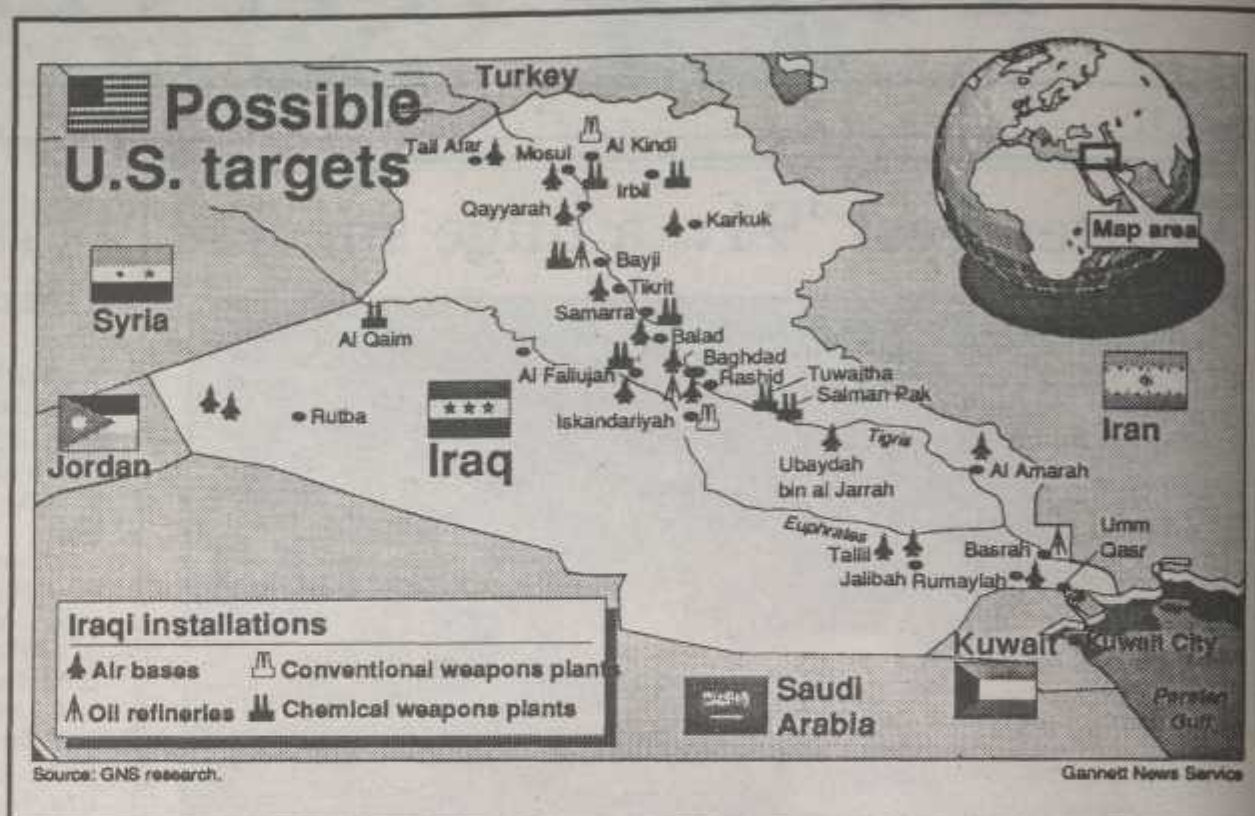 Possible
U.S. targets
Turkey
Tall Afar
Mosul
Al Kindi
Irbil
Qayyarah
Karkuk
Bayji
Tikrit
Samarra
Balad
Baghdad
Al Fallujah
Rashid
Tuwaitha
Salman Pak
Iskandariyah
Al Qaim
Rutba
Syria
Jordan
Iraq
Iran
Map area
Tigris
Ubaydah
bin al Jarrah
Al Amarah
Euphrates
Tallil
Jalibah
Rumaylah
Basrah
Umm
Qasr
Kuwait
Kuwait City
Persian
Gulf
Saudi
Arabia
Iraqi installations
Air bases
Conventional weapons plants
Oil refineries
Chemical weapons plants
Source: GNS research.
Gannett News Service